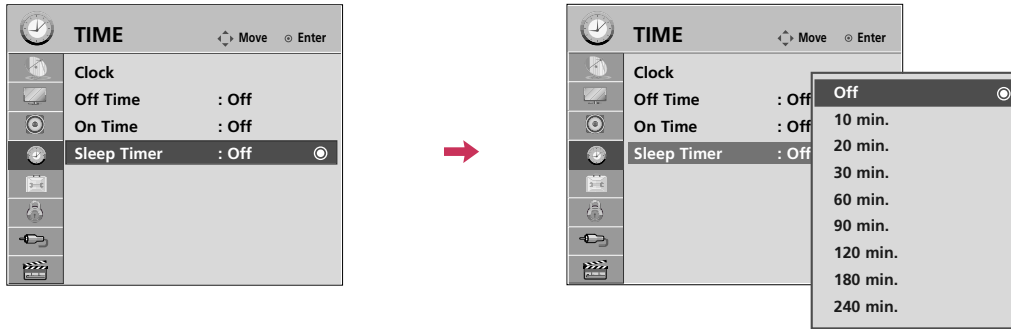 TIME Move Enter
Clock
Off Time : Off
On Time : Off
Sleep Timer : Off
TIME Move Enter
Clock
Off Time : Off
On Time : Off
Sleep Timer : Off
Off
10 min.
20 min.
30 min.
60 min.
90 min.
120 min.
180 min.
240 min.